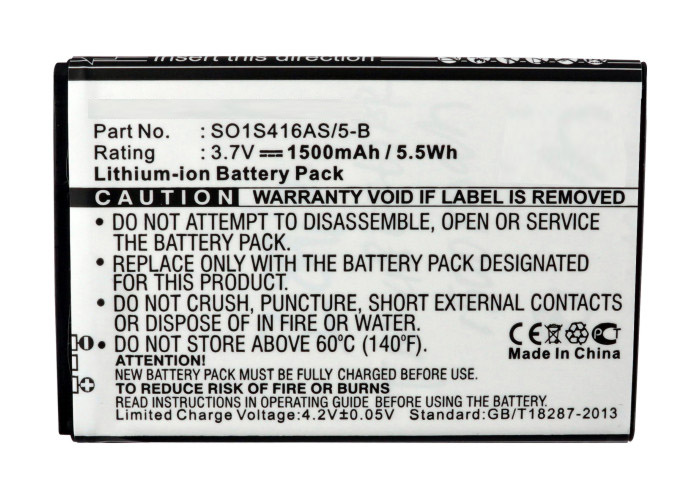 Insert this direction
Part No. : SO1S416AS/5-B
Rating : 3.7V 1500mAh / 5.5Wh
Lithium-ion Battery Pack
CAUTION WARRANTY VOID IF LABEL IS REMOVED
• DO NOT ATTEMPT TO DISASSEMBLE, OPEN OR SERVICE
THE BATTERY PACK.
• REPLACE ONLY WITH THE BATTERY PACK DESIGNATED
FOR THIS PRODUCT.
• DO NOT CRUSH, PUNCTURE, SHORT EXTERNAL CONTACTS
OR DISPOSE OF IN FIRE OR WATER.
• DO NOT STORE ABOVE 60°C (140°F).
CE
Made In China
ATTENTION:
NEW BATTERY PACK MUST BE FULLY CHARGED BEFORE USE
TO REDUCE RISK OF FIRE OR BURNS
READ INSTRUCTIONS IN OPERATING GUIDE BEFORE USING BATTERY
Limited Charge Voltage:4.2V±0.05V Standard:GB/T18287-2013